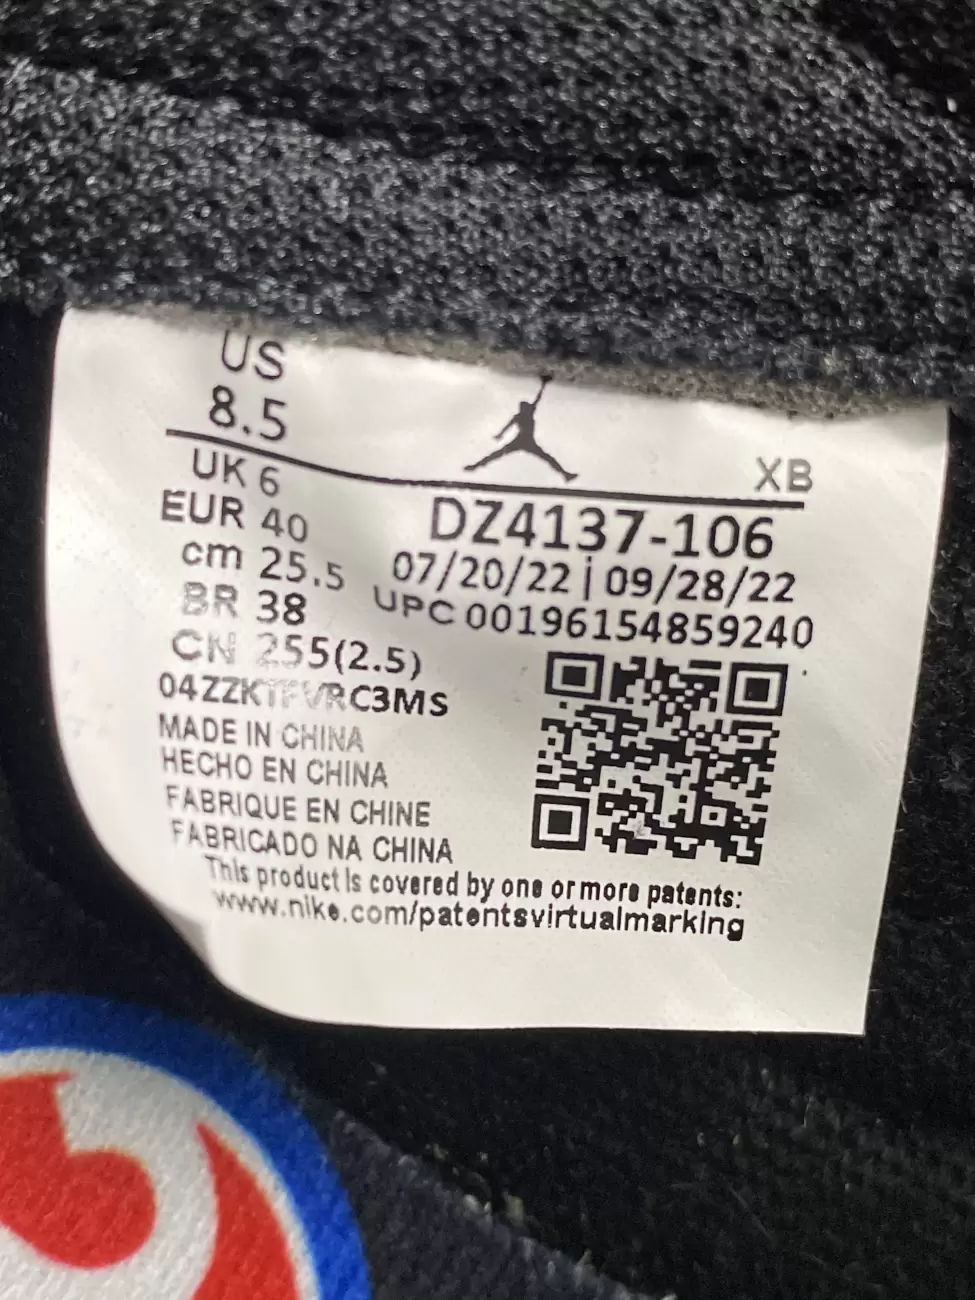 US
8.5
XB
UK 6
EUR 40
DZ4137-106
cm 25.5
07/20/22 | 09/28/22
BR 38
UPC 00196154859240
CN 255(2.5)
MADE IN CHINA
HECHO EN CHINA
FABRIQUE EN CHINE
FABRICADO NA CHINA
This product is covered by one or more patents:
www.nike.com/patentsvirtualmarking